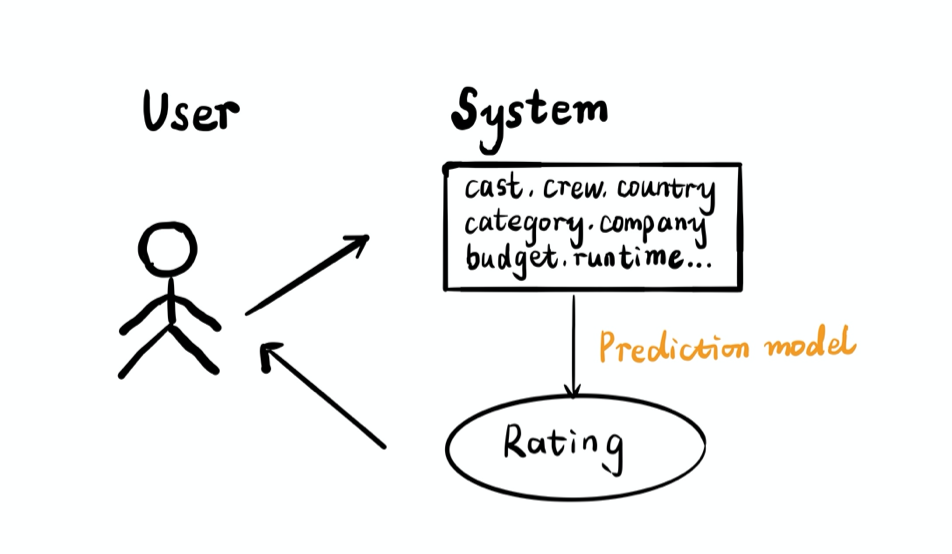 User
System
cast. crew. country
category. company
budget. runtime...
Prediction model
Rating